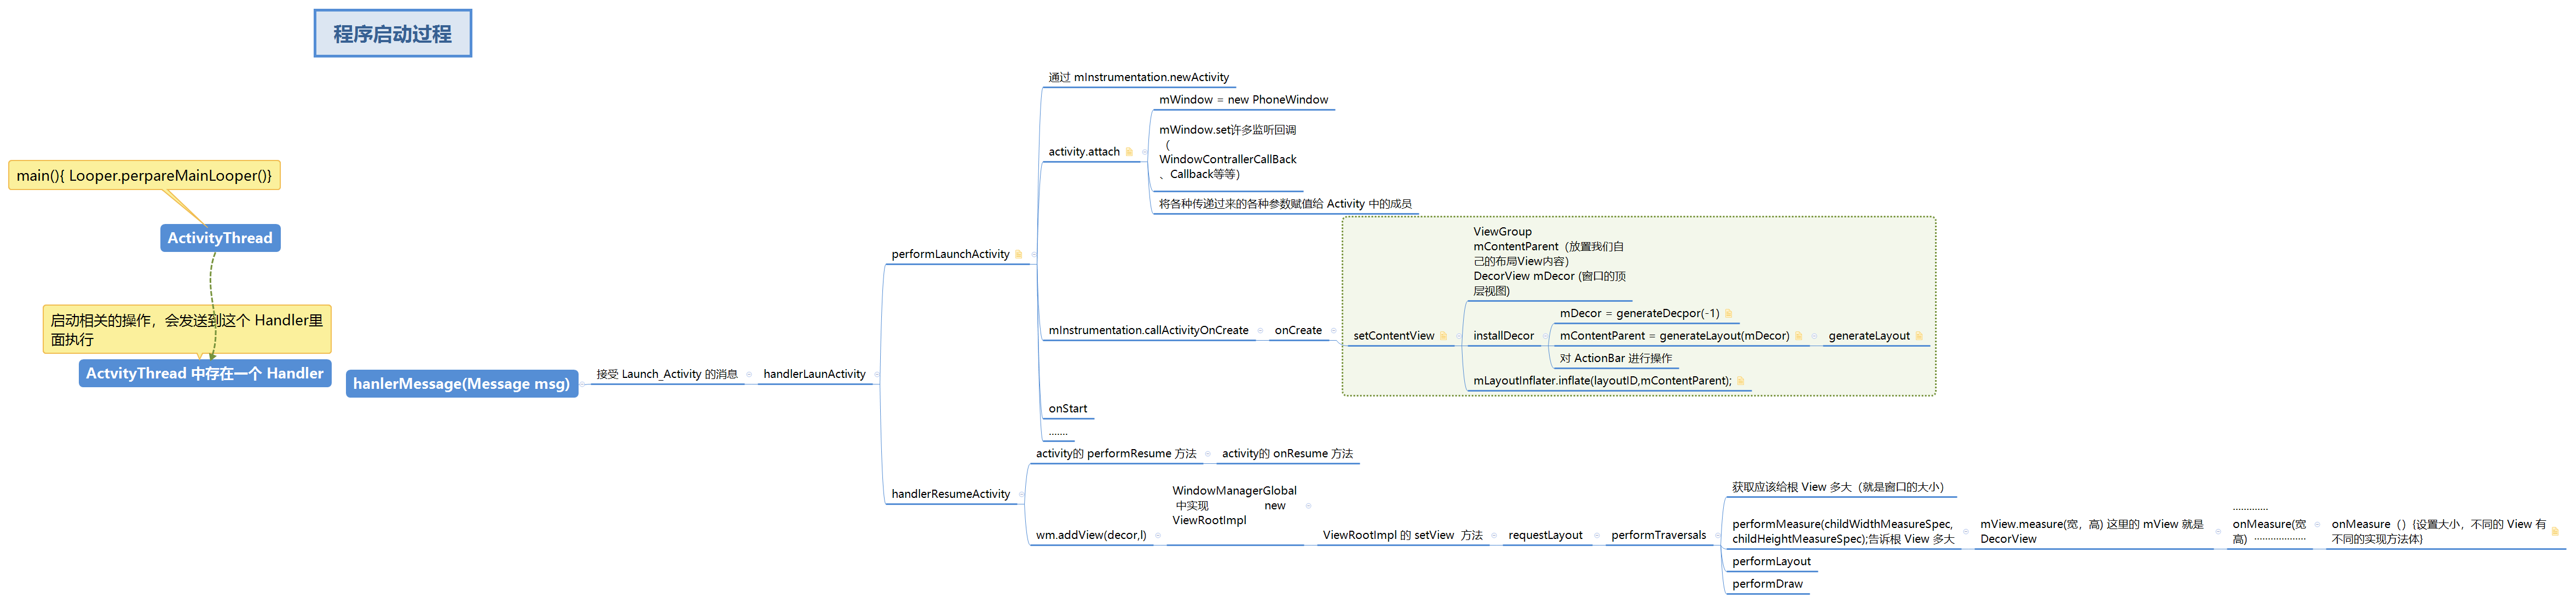 程序启动过程
main(){ Looper.perpareMainLooper()}
ActivityThread
启动相关的操作，会发送到这个 Handler里
面执行
ActvityThread 中存在一个 Handler
hanlerMessage(Message msg)
接受 Launch_Activity 的消息
handlerLaunActivity
performLaunchActivity
通过 mInstrumentation.newActivity
activity.attach
mWindow = new PhoneWindow
mWindow.set许多监听回调
（
WindowContrallerCallBack
、Callback等等）
将各种传递过来的各种参数赋值给 Activity 中的成员
mInstrumentation.callActivityOnCreate
onCreate
setContentView
ViewGroup
mContentParent（放置我们自
己的布局View内容）
DecorView mDecor (窗口的顶
层视图)
installDecor
mDecor = generateDecpor(-1)
mContentParent = generateLayout(mDecor)
generateLayout
对 ActionBar 进行操作
mLayoutInflater.inflate(layoutID,mContentParent);
onStart
.......
handlerResumeActivity
activity的 performResume 方法
activity的 onResume 方法
wm.addView(decor,l)
WindowManagerGlobal
中实现 new
ViewRootImpl
ViewRootImpl 的 setView 方法
requestLayout
performTraversals
获取应该给根 View 多大（就是窗口的大小）
performMeasure(childWidthMeasureSpec,
childHeightMeasureSpec);告诉根 View 多大
mView.measure(宽，高) 这里的 mView 就是
DecorView
·············
onMeasure(宽
高) ···················
onMeasure（）{设置大小，不同的 View 有
不同的实现方法体}
performLayout
performDraw